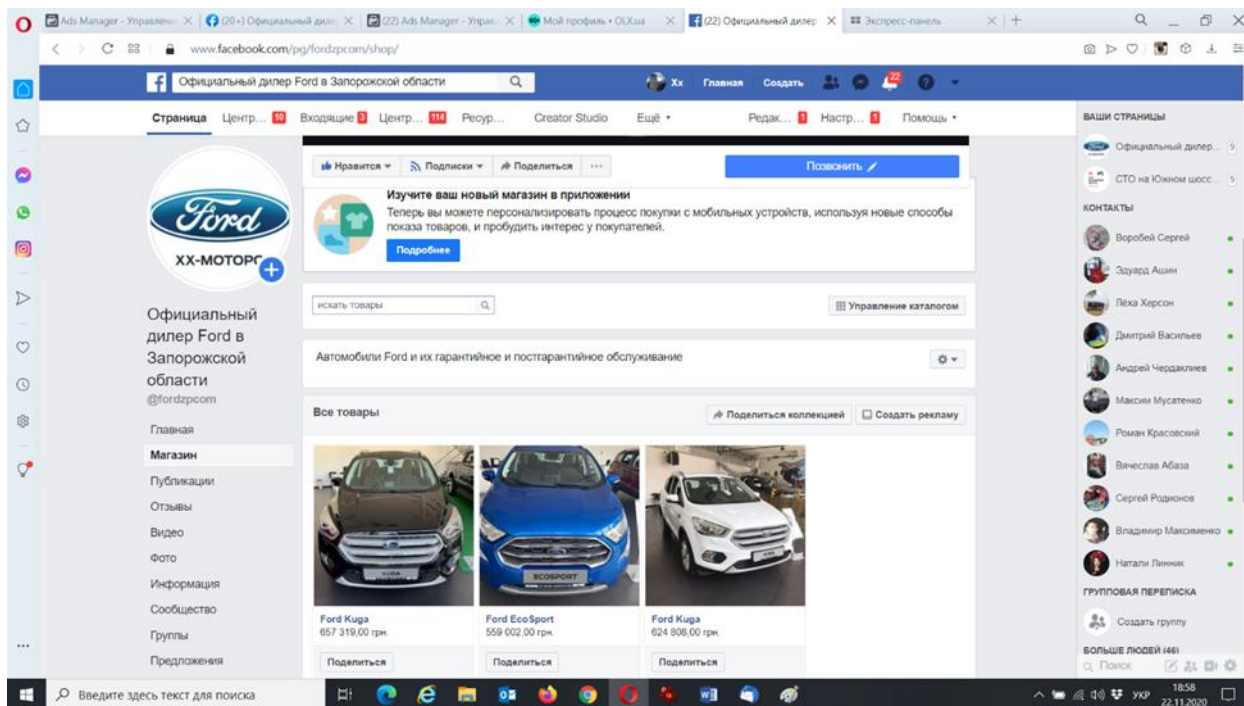 Ads Manager - Управлени
(20+) Официальный дилер
(22) Ads Manager - Управ
Мой профиль • OLX.ua
(22) Официальный дилер
Экспресс-панель
www.facebook.com/pg/fordzpcom/shop/
Официальный дилер Ford в Запорожской области
Xx
Главная
Создать
22
Страница
Центр... 10
Входящие 3
Центр... 114
Ресур...
Creator Studio
Ещё
Редак... 1
Настр... 1
Помощь
Ford
ХХ-МОТОРС
Официальный
дилер Ford в
Запорожской
области
@fordzpcom
Главная
Магазин
Публикации
Отзывы
Видео
Фото
Информация
Сообщество
Группы
Предложения
Нравится
Подписки
Поделиться
Позвонить
Изучите ваш новый магазин в приложении
Теперь вы можете персонализировать процесс покупки с мобильных устройств, используя новые способы
показа товаров, и пробудить интерес у покупателей.
Подробнее
искать товары
Управление каталогом
Автомобили Ford и их гарантийное и постгарантийное обслуживание
Все товары
Поделиться коллекцией
Создать рекламу
KUGA
ECOSPORT
Ford Kuga
657 319,00 грн.
Поделиться
Ford EcoSport
559 002,00 грн.
Поделиться
Ford Kuga
624 808,00 грн.
Поделиться
ВАШИ СТРАНИЦЫ
Официальный дилер... 9
СТО на Южном шосс... 9
КОНТАКТЫ
Воробей Сергей
Эдуард Ашин
Лёха Херсон
Дмитрий Васильев
Андрей Чердаклиев
Максим Мусатенко
Роман Красовский
Вячеслав Абаза
Сергей Родионов
Владимир Максименко
Натали Линник
ГРУППОВАЯ ПЕРЕПИСКА
Создать группу
БОЛЬШЕ ЛЮДЕЙ (46)
Поиск
Введите здесь текст для поиска
УКР
18:58
22.11.2020